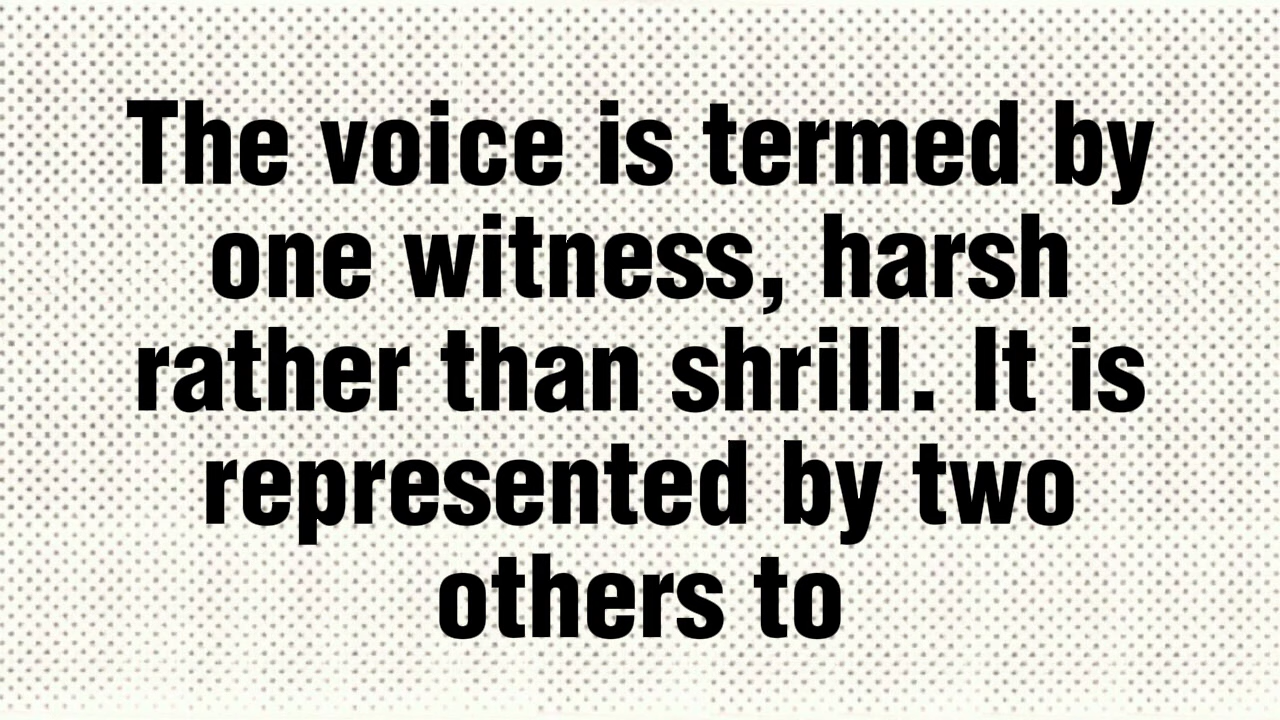 The voice is termed by
one witness, harsh
rather than shrill. It is
represented by two
others to